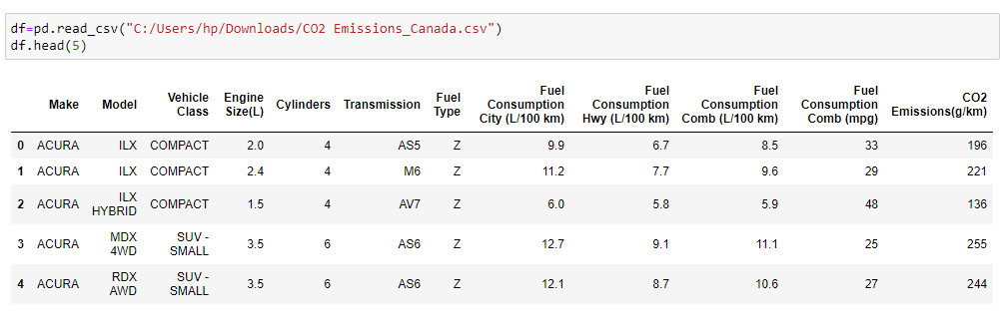 df=pd.read_csv("C:/Users/hp/Downloads/CO2 Emissions_Canada.csv")
df.head(5)
Make Model Vehicle Class Engine Size(L) Cylinders Transmission Fuel Type Fuel Consumption City (L/100 km) Fuel Consumption Hwy (L/100 km) Fuel Consumption Comb (L/100 km) Fuel Consumption Comb (mpg) CO2 Emissions(g/km)
0 ACURA ILX COMPACT 2.0 4 AS5 Z 9.9 6.7 8.5 33 196
1 ACURA ILX COMPACT 2.4 4 M6 Z 11.2 7.7 9.6 29 221
2 ACURA ILX HYBRID COMPACT 1.5 4 AV7 Z 6.0 5.8 5.9 48 136
3 ACURA MDX 4WD SUV - SMALL 3.5 6 AS6 Z 12.7 9.1 11.1 25 255
4 ACURA RDX AWD SUV - SMALL 3.5 6 AS6 Z 12.1 8.7 10.6 27 244